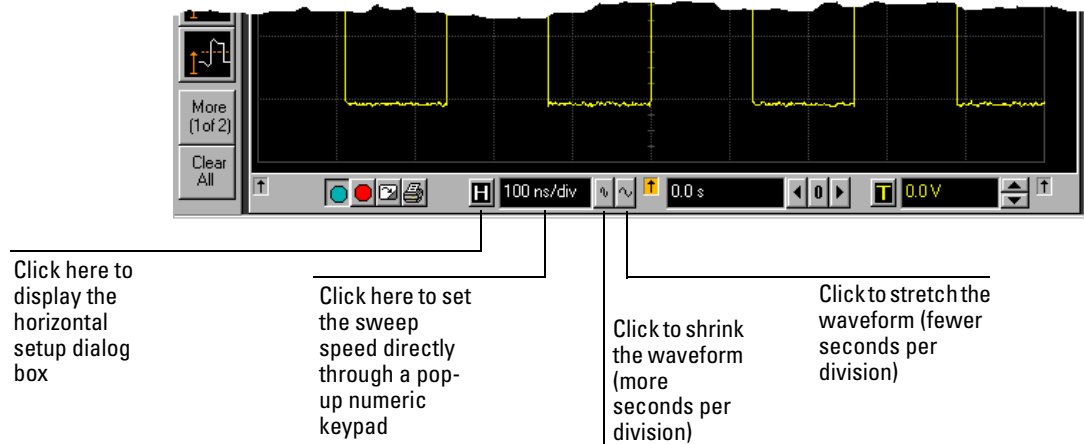 More
(1of 2)
Clear
All
H
100 ns/div
0.0 s
0
T
0.0 V
Click here to
display the
horizontal
setup dialog
box
Click here to set
the sweep
speed directly
through a pop-
up numeric
keypad
Click to shrink
the waveform
(more
seconds per
division)
Click to stretch the
waveform (fewer
seconds per
division)